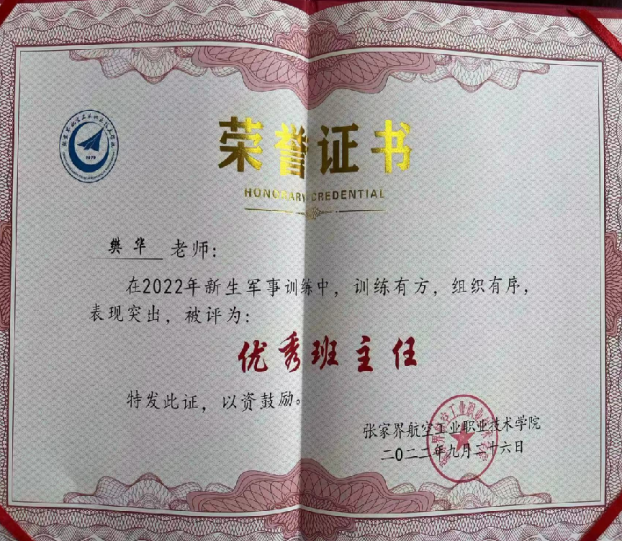 荣誉证书
HONORARY CREDENTIAL
樊华 老师：
在2022年新生军事训练中，训练有方，组织有序，
表现突出，被评为：
优秀班主任
特发此证，以资鼓励。
张家界航空工业职业技术学院
二〇二二年九月二十六日